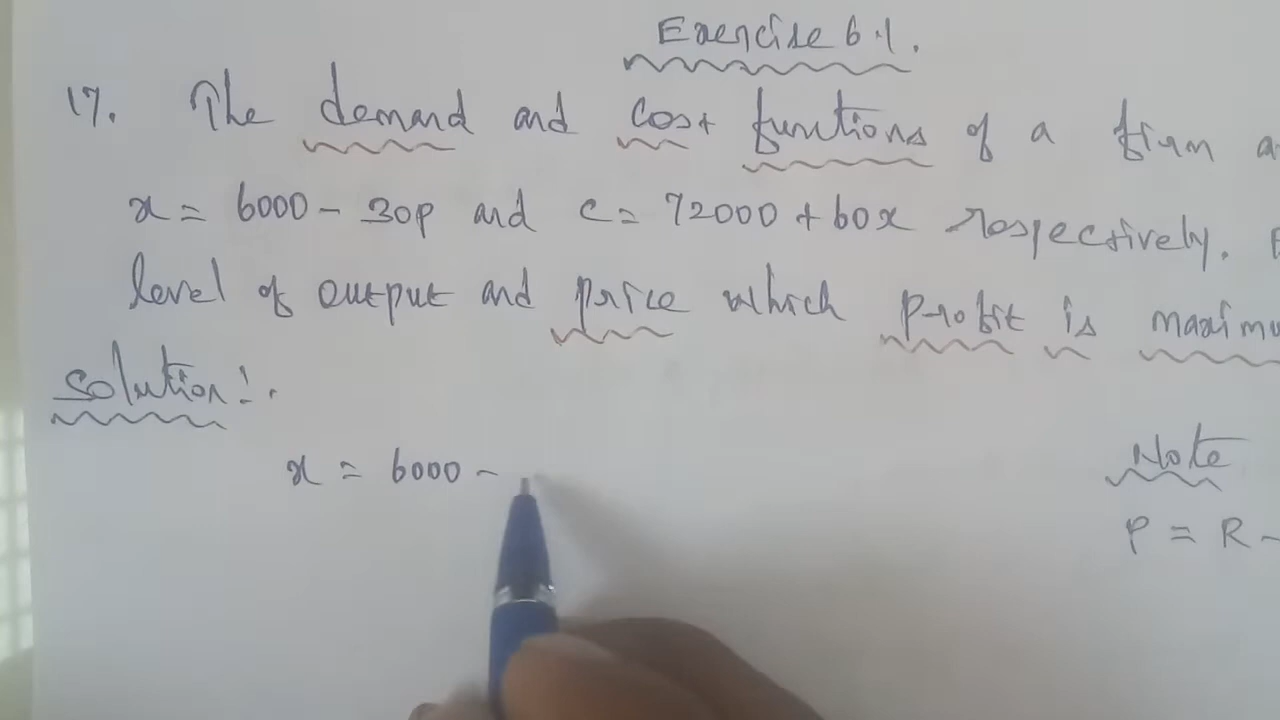 Exercise 6.1.
17. The demand and cost functions of a firm a
x = 6000 - 30p and c = 72000 + 60x respectively.
level of output and price which profit is maximu
Solution:.
x = 6000 -
Note
P = R -